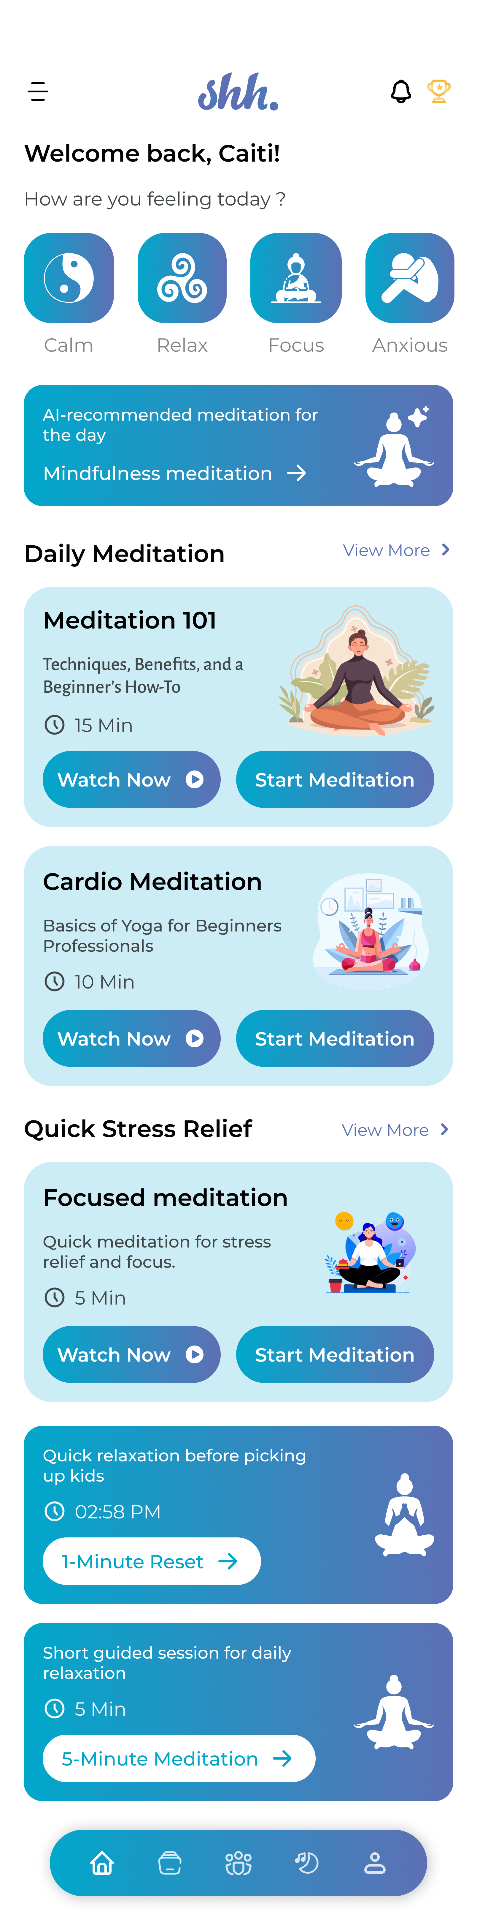 shh.
Welcome back, Caiti!
How are you feeling today ?
Calm
Relax
Focus
Anxious
AI-recommended meditation for
the day
Mindfulness meditation
Daily Meditation
View More
Meditation 101
Techniques, Benefits, and a
Beginner's How-To
15 Min
Watch Now
Start Meditation
Cardio Meditation
Basics of Yoga for Beginners
Professionals
10 Min
Watch Now
Start Meditation
Quick Stress Relief
View More
Focused meditation
Quick meditation for stress
relief and focus.
5 Min
Watch Now
Start Meditation
Quick relaxation before picking
up kids
02:58 PM
1-Minute Reset
Short guided session for daily
relaxation
5 Min
5-Minute Meditation